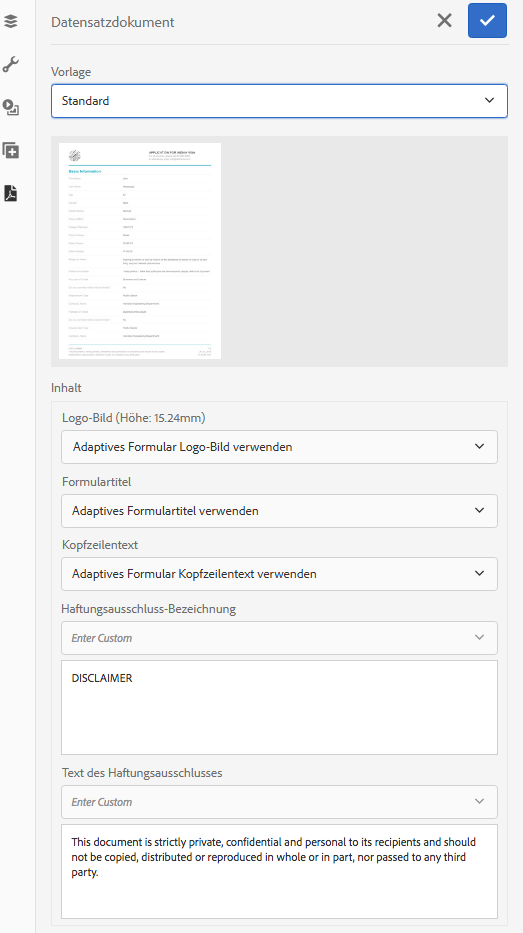 Datensatzdokument
Vorlage
Standard
APPLICATION FOR INDIAN VISA
Basic Information
Inhalt
Logo-Bild (Höhe: 15.24mm)
Adaptives Formular Logo-Bild verwenden
Formulartitel
Adaptives Formulartitel verwenden
Kopfzeilentext
Adaptives Formular Kopfzeilentext verwenden
Haftungsausschluss-Bezeichnung
Enter Custom
DISCLAIMER
Text des Haftungsausschlusses
Enter Custom
This document is strictly private, confidential and personal to its recipients and should
not be copied, distributed or reproduced in whole or in part, nor passed to any third
party.